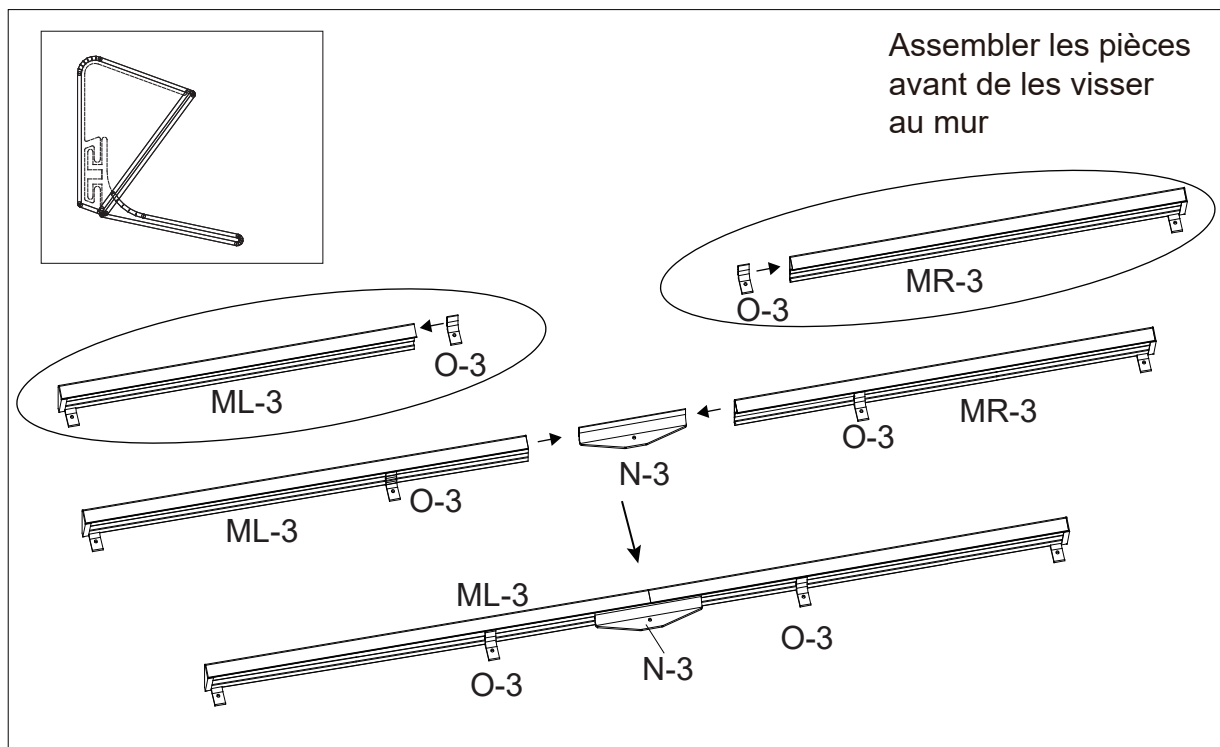 Assembler les pièces
avant de les visser
au mur
MR-3
O-3
O-3
ML-3
MR-3
O-3
N-3
O-3
ML-3
ML-3
O-3
N-3
O-3